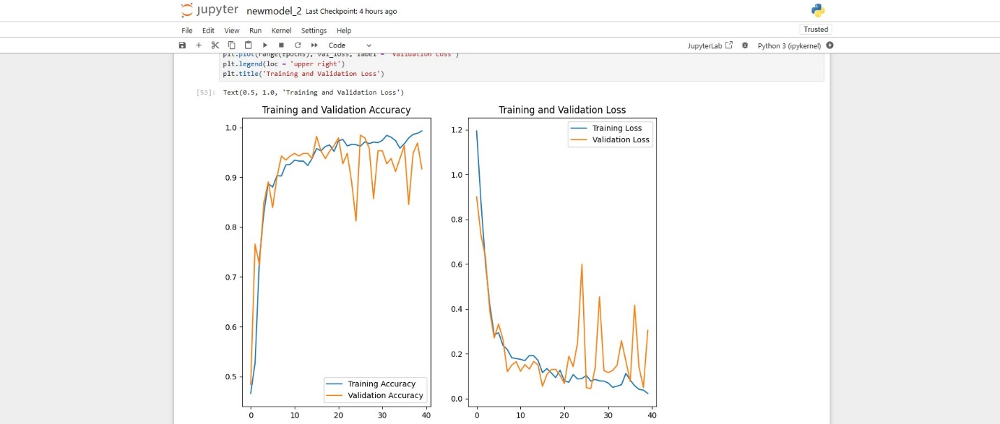 jupyter newmodel_2 Last Checkpoint: 4 hours ago
File Edit View Run Kernel Settings Help
Trusted
Code
JupyterLab Python 3 (ipykernel)
plt.plot(range(epochs), val_loss, label = 'Validation Loss')
plt.legend(loc = 'upper right')
plt.title('Training and Validation Loss')
[53]: Text(0.5, 1.0, 'Training and Validation Loss')
Training and Validation Accuracy
1.0
0.9
0.8
0.7
0.6
0.5
Training Accuracy
Validation Accuracy
0 10 20 30 40
Training and Validation Loss
Training Loss
Validation Loss
1.2
1.0
0.8
0.6
0.4
0.2
0.0
0 10 20 30 40